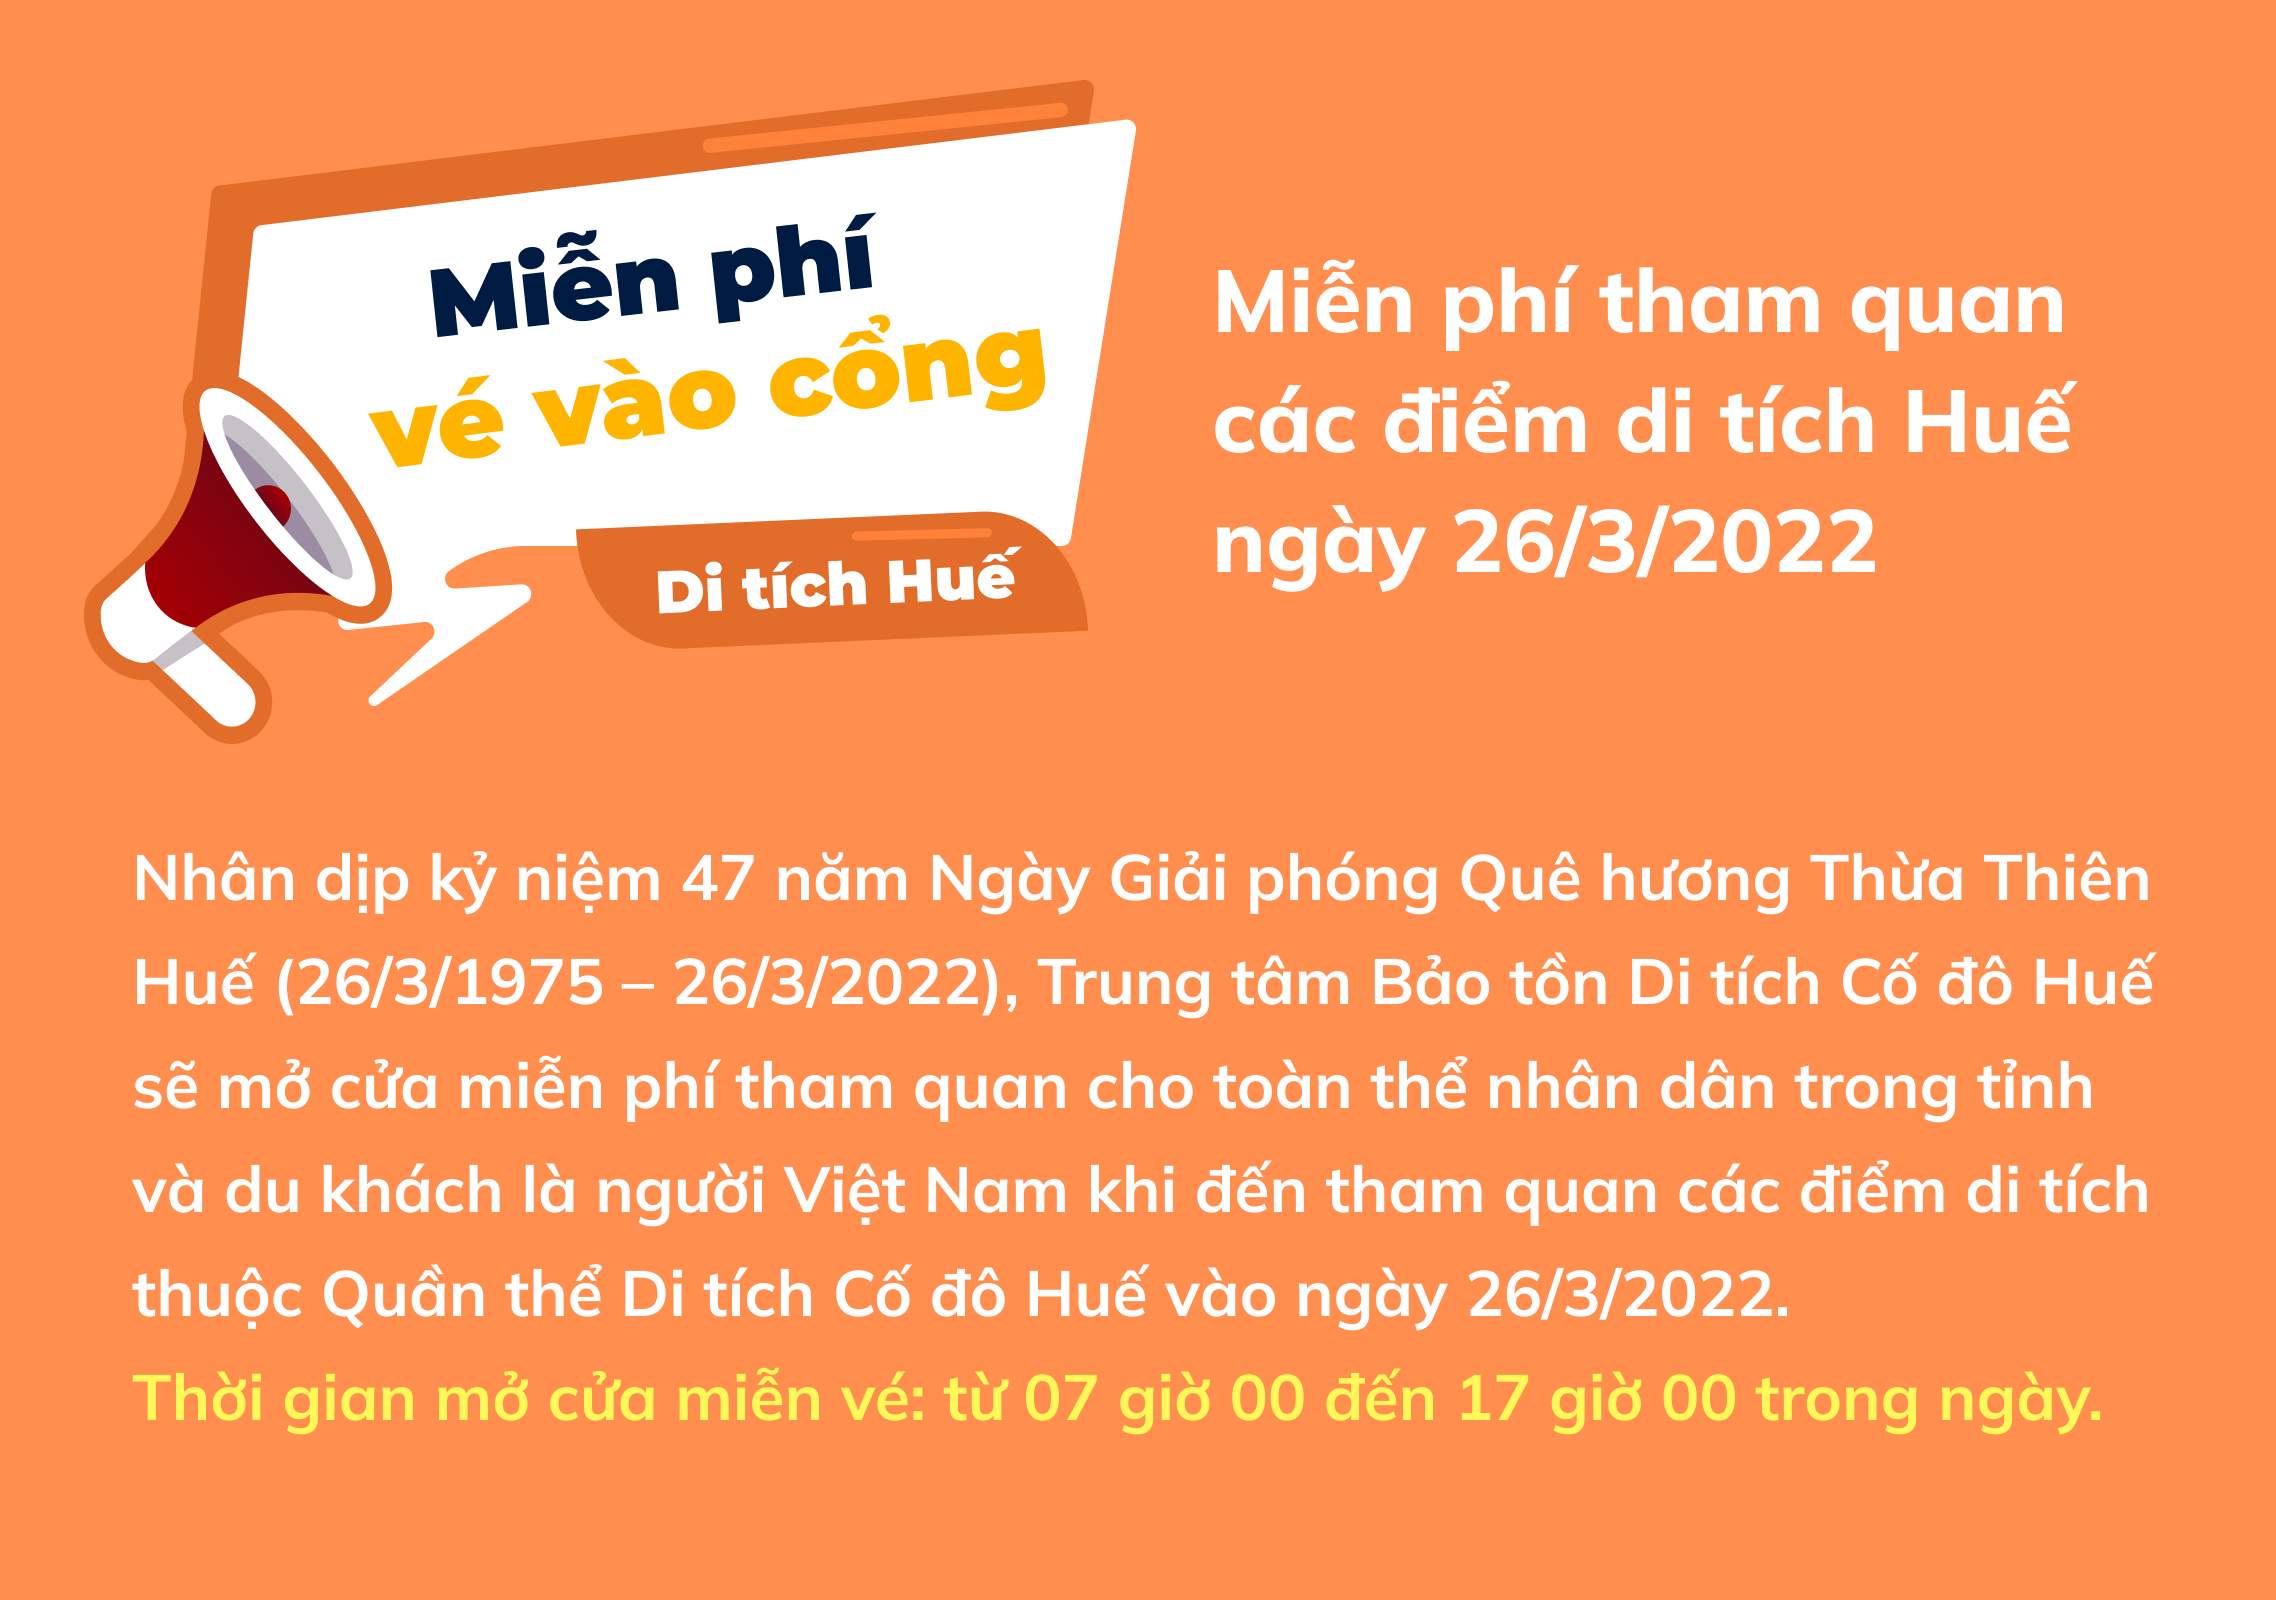 Miễn phí
vé vào cổng
Di tích Huế
Miễn phí tham quan
các điểm di tích Huế
ngày 26/3/2022
Nhân dịp kỷ niệm 47 năm Ngày Giải phóng Quê hương Thừa Thiên
Huế (26/3/1975 – 26/3/2022), Trung tâm Bảo tồn Di tích Cố đô Huế
sẽ mở cửa miễn phí tham quan cho toàn thể nhân dân trong tỉnh
và du khách là người Việt Nam khi đến tham quan các điểm di tích
thuộc Quần thể Di tích Cố đô Huế vào ngày 26/3/2022.
Thời gian mở cửa miễn vé: từ 07 giờ 00 đến 17 giờ 00 trong ngày.